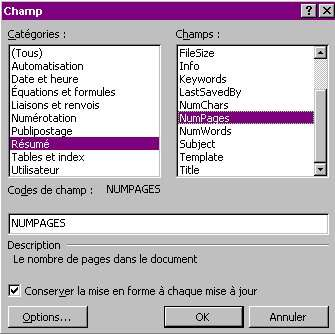 Champ
Catégories :
(Tous)
Automatisation
Date et heure
Équations et formules
Liaisons et renvois
Numérotation
Publipostage
Résumé
Tables et index
Utilisateur
Champs :
FileSize
Info
Keywords
LastSavedBy
NumChars
NumPages
NumWords
Subject
Template
Title
Codes de champ : NUMPAGES
NUMPAGES
Description
Le nombre de pages dans le document
Conserver la mise en forme à chaque mise à jour
Options... OK Annuler